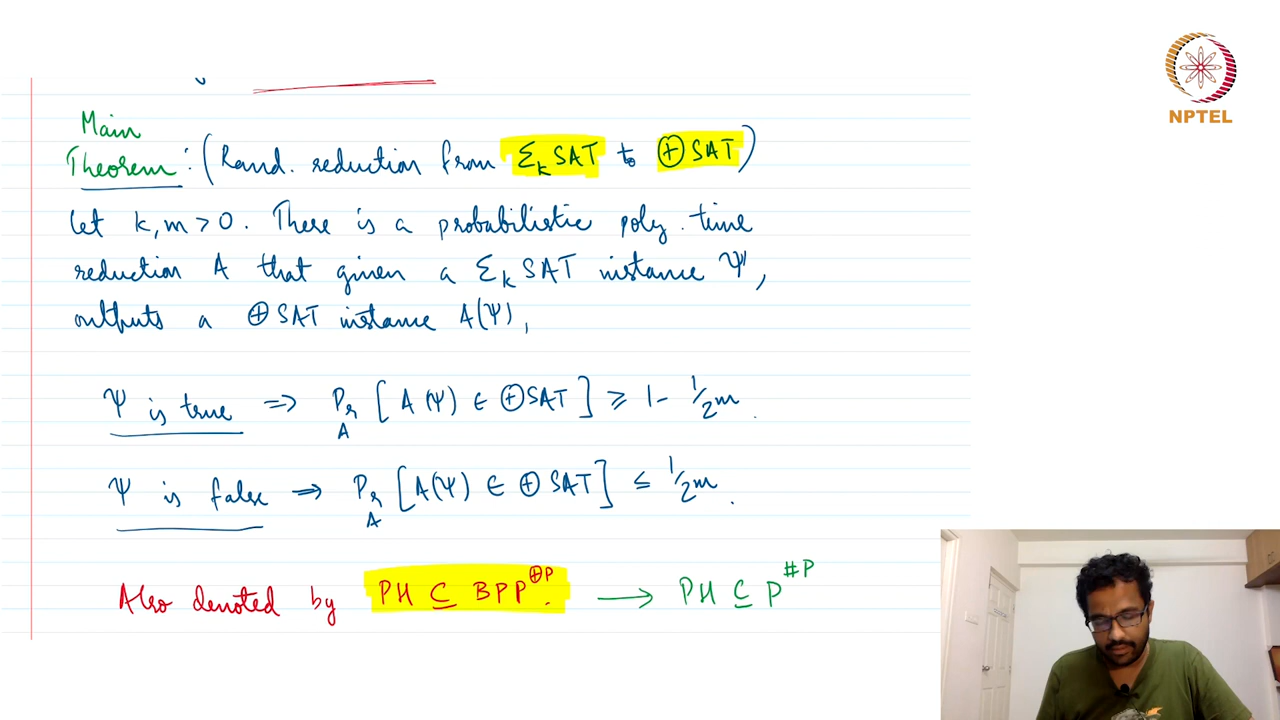 NPTEL
Main
Theorem : (Rand. reduction from Σ_k SAT to ⊕SAT)
Let k, m > 0. There is a probabilistic poly. time
reduction A that given a Σ_k SAT instance Ψ,
outputs a ⊕SAT instance A(Ψ),
Ψ is true ⇒ Pr_A [A(Ψ) ∈ ⊕SAT] ≥ 1 - 1/2m.
Ψ is false ⇒ Pr_A [A(Ψ) ∈ ⊕SAT] ≤ 1/2m.
Also denoted by PH ⊆ BPP^⊕P. → PH ⊆ P^#P